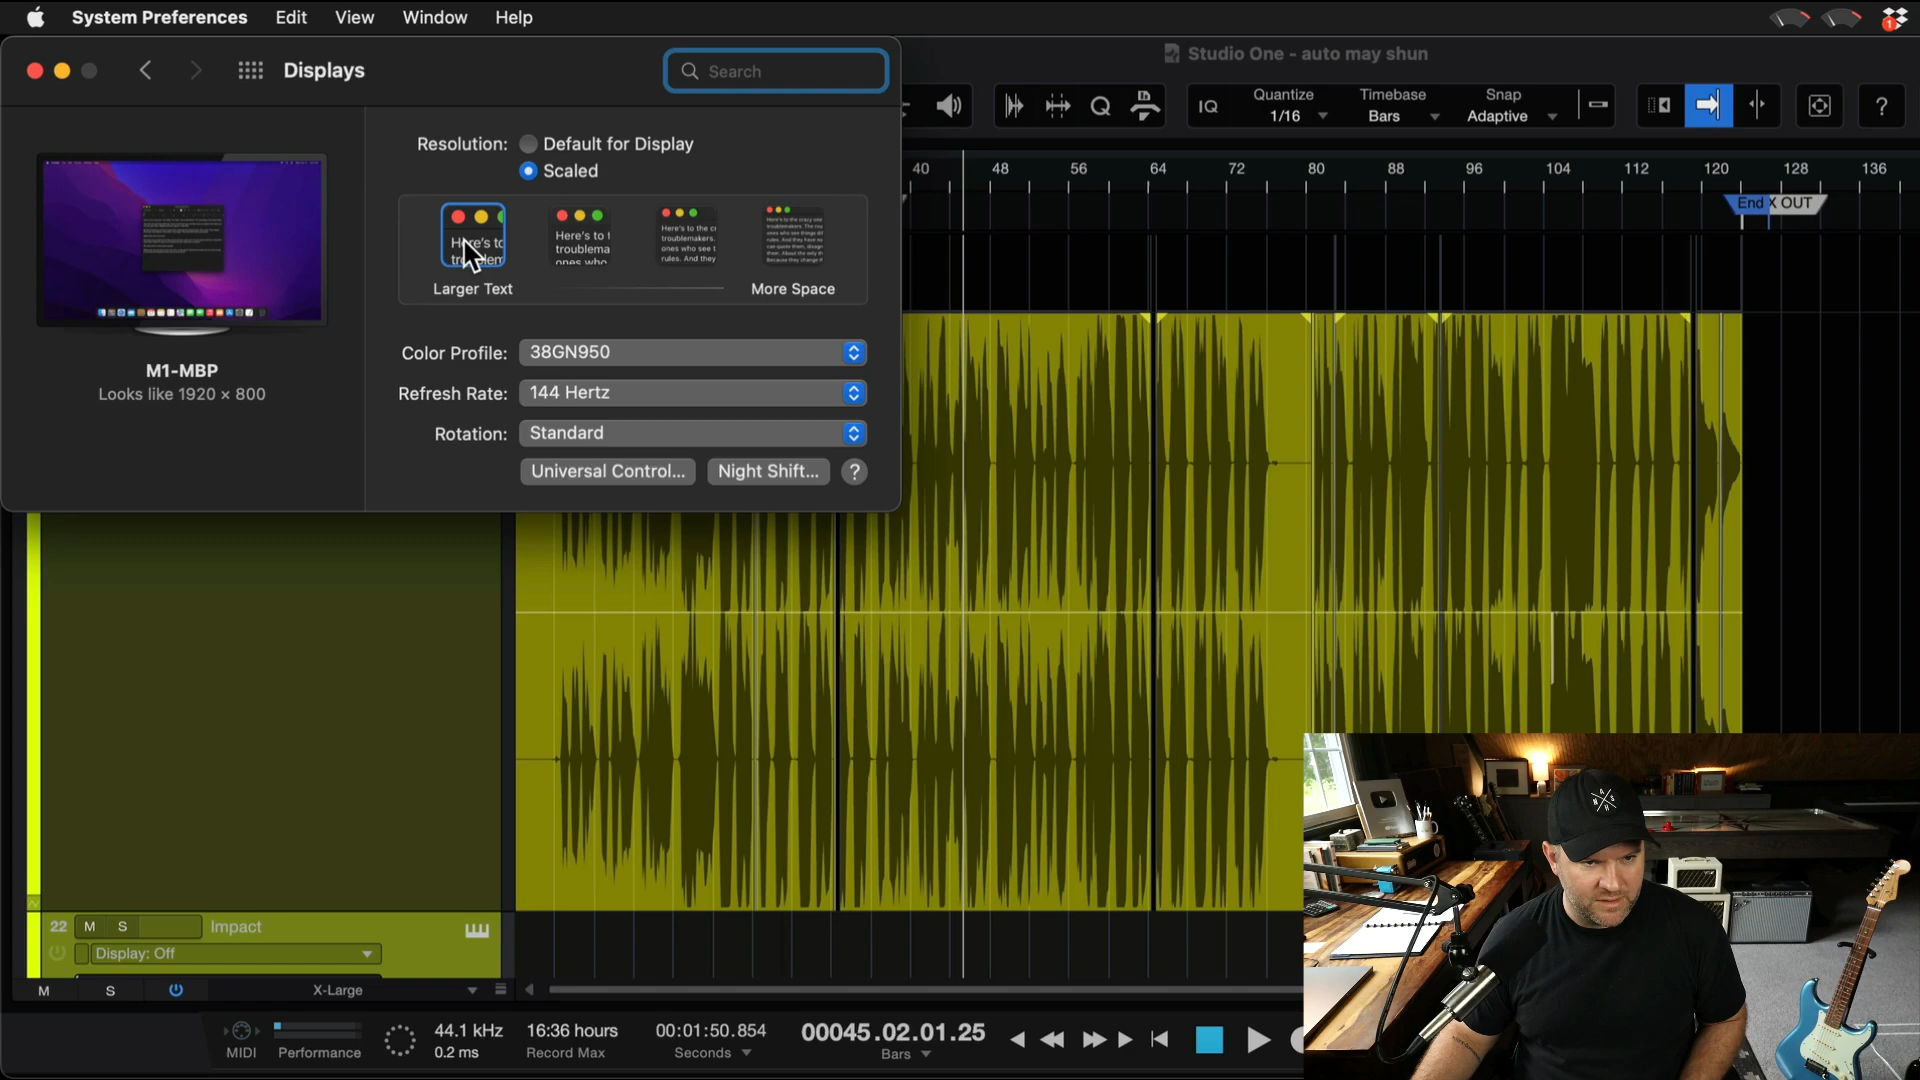 System Preferences Edit View Window Help
1
Displays
Search
Studio One - auto may shun
IQ
Quantize
1/16
Timebase
Bars
Snap
Adaptive
?
Resolution: Default for Display
Scaled
Larger Text
More Space
M1-MBP
Looks like 1920 × 800
Color Profile: 38GN950
Refresh Rate: 144 Hertz
Rotation: Standard
Universal Control...
Night Shift...
?
40 48 56 64 72 80 88 96 104 112 120 128 136
End X OUT
22 M S Impact
Display: Off
M S X-Large
MIDI
Performance
44.1 kHz
0.2 ms
16:36 hours
Record Max
00:01:50.854
Seconds
00045.02.01.25
Bars
N A S H